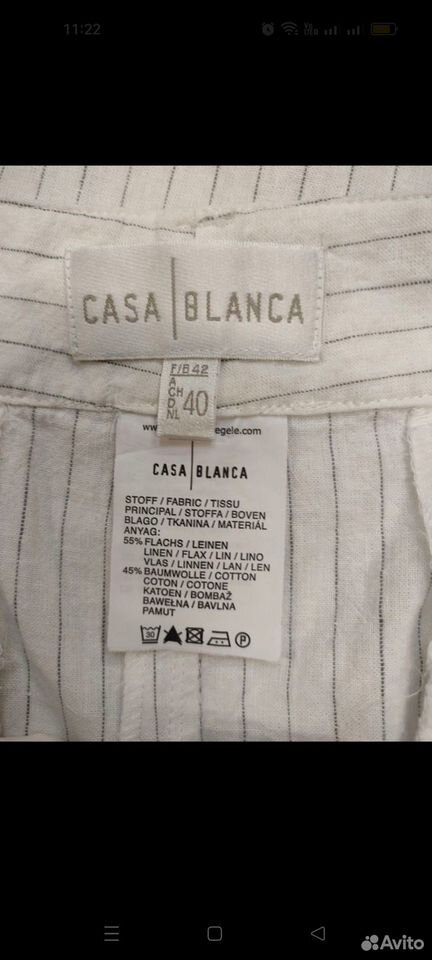 11:22
CASA BLANCA
F/B 42
A
CH
D
NL
40
egele.com
CASA BLANCA
STOFF / FABRIC / TISSU
PRINCIPAL / STOFFA / BOVEN
BLAGO / TKANINA / MATERIÁL
ANYAG:
55% FLACHS / LEINEN
LINEN / FLAX / LIN / LINO
VLAS / LINNEN / LAN / LEN
45% BAUMWOLLE / COTTON
COTON / COTONE
KATOEN / BOMBAŽ
BAWEŁNA / BAVLNA
PAMUT
30
P
Avito